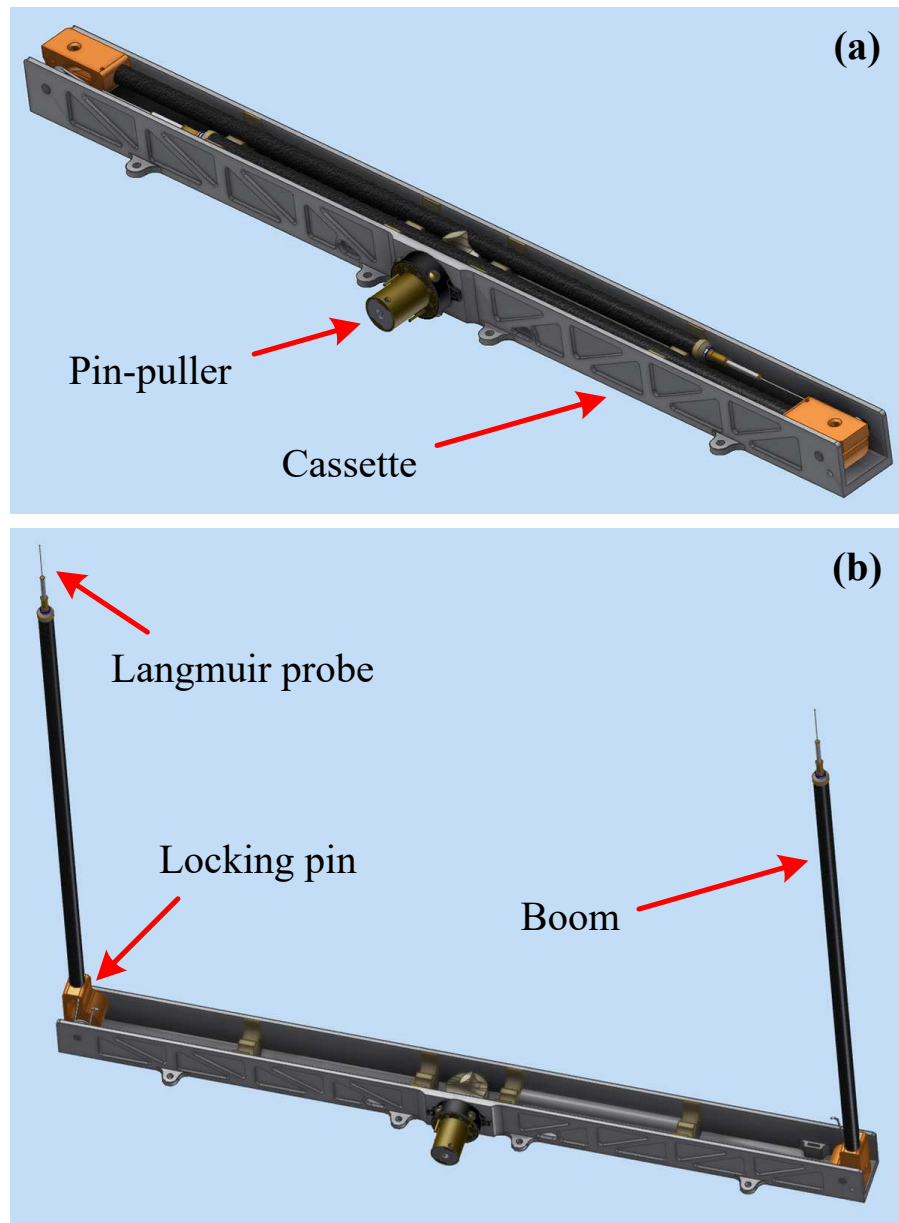 (a)
Pin-puller
Cassette
(b)
Langmuir probe
Locking pin
Boom